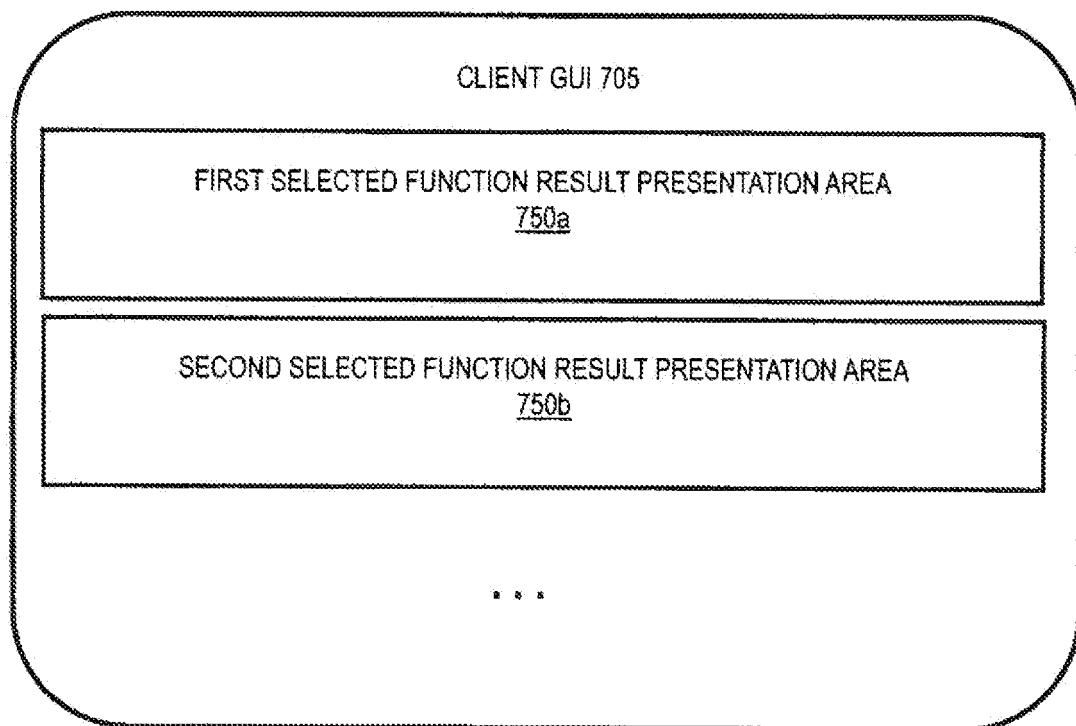 CLIENT GUI 705
FIRST SELECTED FUNCTION RESULT PRESENTATION AREA
750a
SECOND SELECTED FUNCTION RESULT PRESENTATION AREA
750b
...